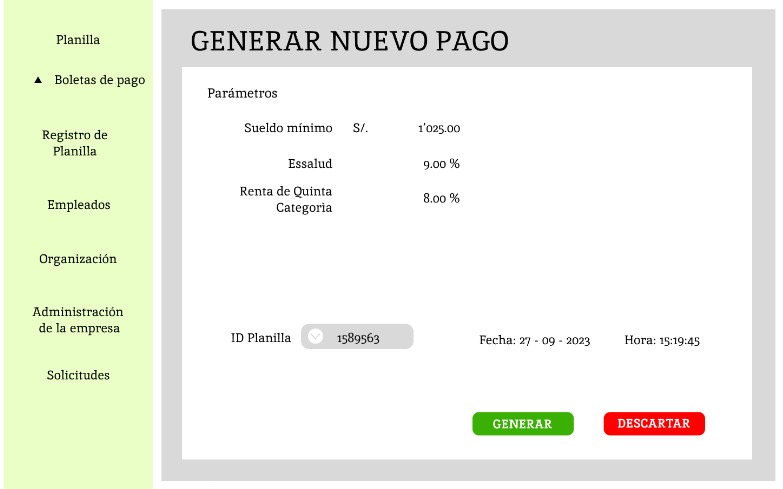 Planilla
Boletas de pago
Registro de
Planilla
Empleados
Organización
Administración
de la empresa
Solicitudes
GENERAR NUEVO PAGO
Parámetros
Sueldo mínimo S/. 1'025.00
Essalud 9.00 %
Renta de Quinta
Categoria 8.00 %
ID Planilla 1589563 Fecha: 27 - 09 - 2023 Hora: 15:19:45
GENERAR DESCARTAR